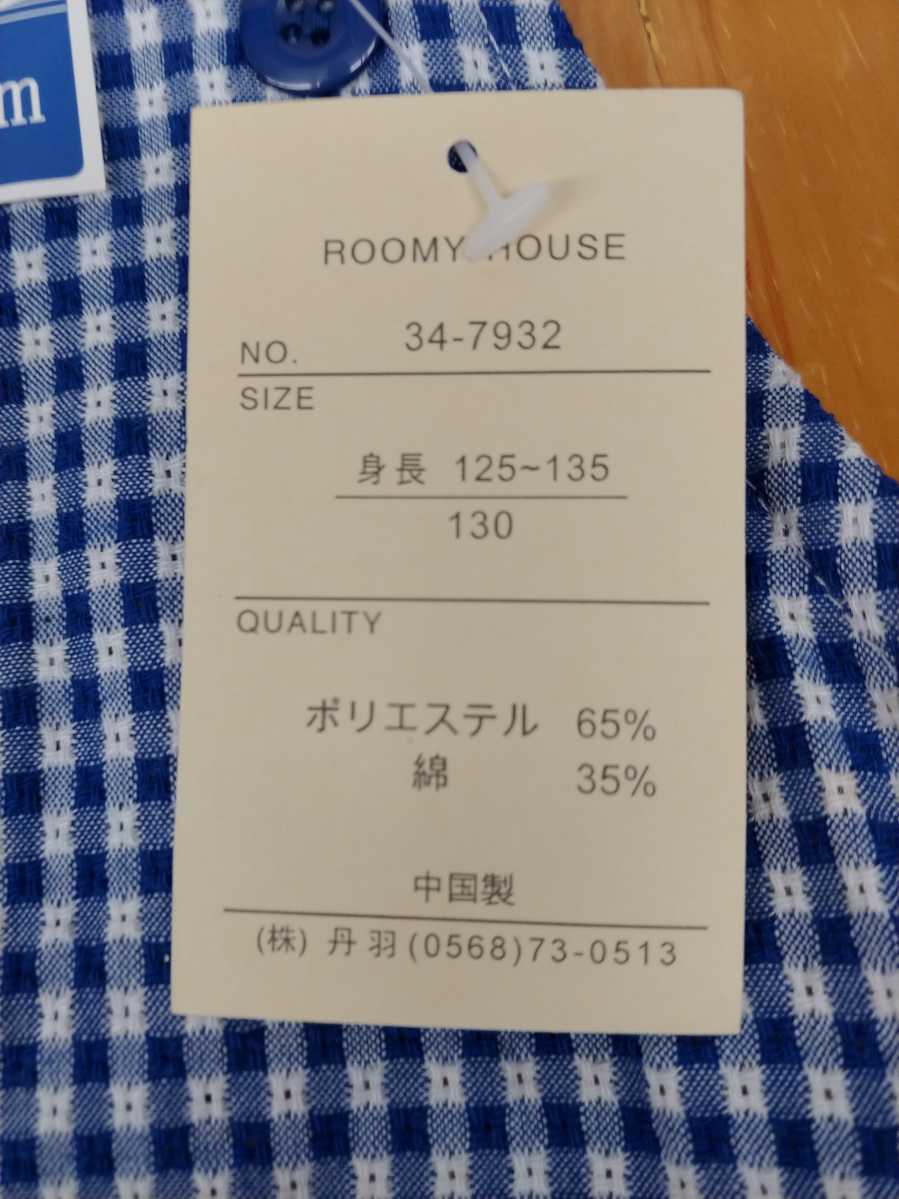 m
ROOMY HOUSE
NO. 34-7932
SIZE
身長 125~135
130
QUALITY
ポリエステル 65%
綿 35%
中国製
(株) 丹羽(0568)73-0513